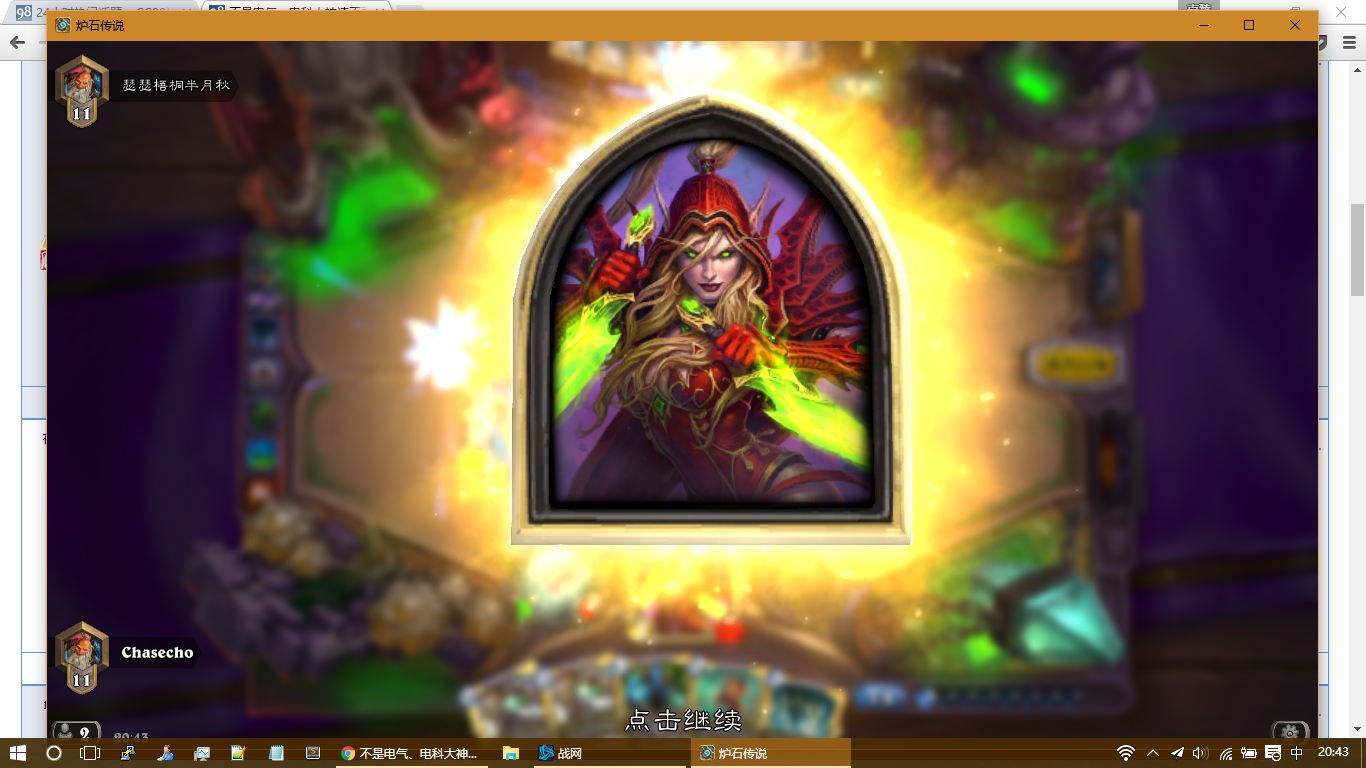 98
炉石传说
瑟瑟梧桐半月秋
11
Chasecho
11
点击继续
2
20:43
不是电气、电科大神...
战网
炉石传说
中
20:43